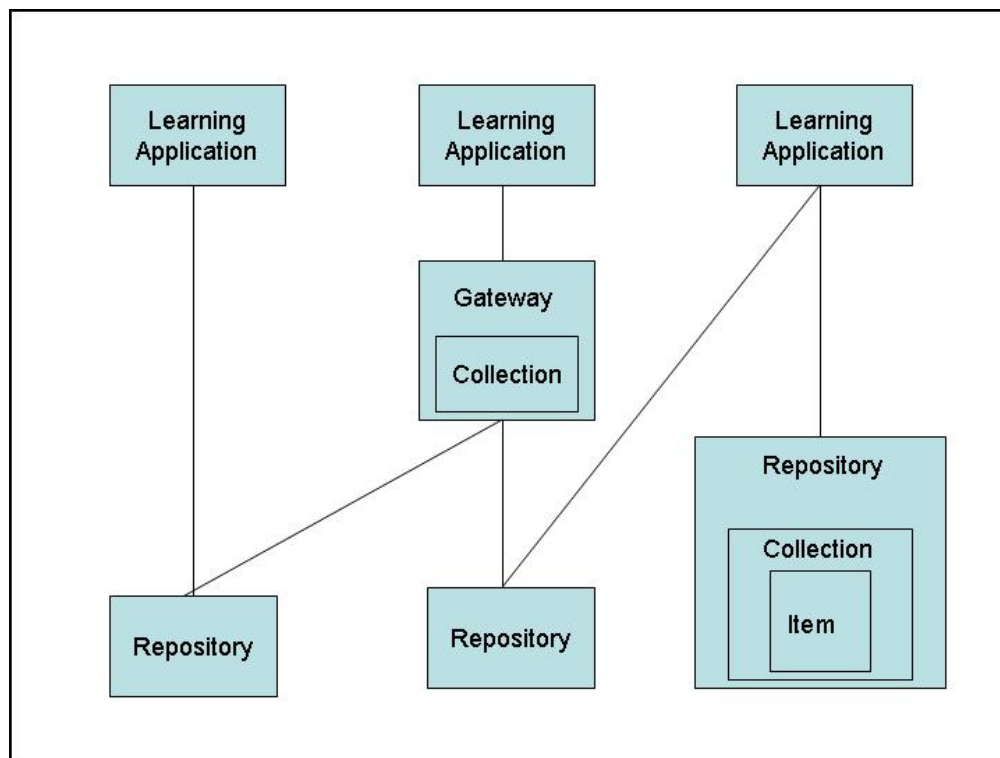 Learning
Application
Learning
Application
Learning
Application
Gateway
Collection
Repository
Collection
Item
Repository
Repository